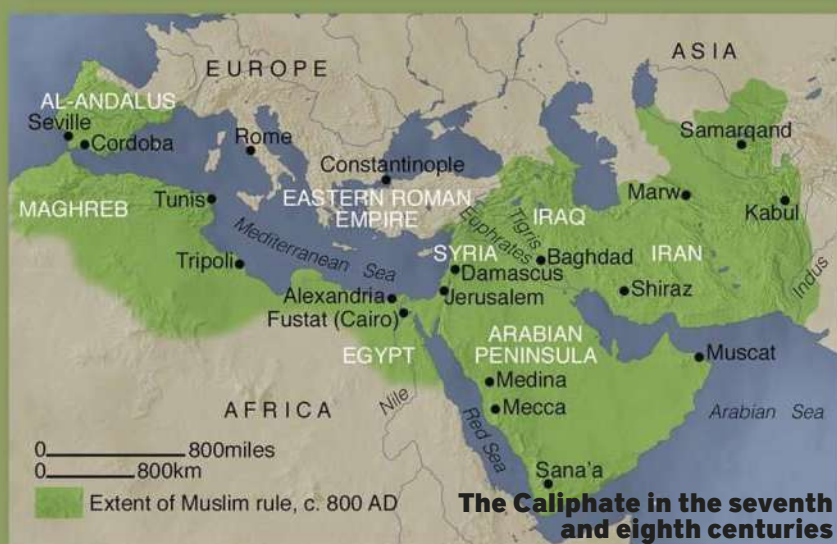 EUROPE
ASIA
AL-ANDALUS
Seville
Cordoba
Rome
Constantinople
EASTERN ROMAN
EMPIRE
Samarqand
Marw
Kabul
MAGHREB
Tunis
Tripoli
Mediterranean Sea
Tigris
Euphrates
IRAQ
SYRIA
Damascus
Baghdad
IRAN
Indus
Jerusalem
Shiraz
Alexandria
Fustat (Cairo)
EGYPT
ARABIAN
PENINSULA
Muscat
Medina
Mecca
AFRICA
Nile
Red Sea
Arabian Sea
Sana'a
0 800miles
0 800km
Extent of Muslim rule, c. 800 AD
The Caliphate in the seventh
and eighth centuries